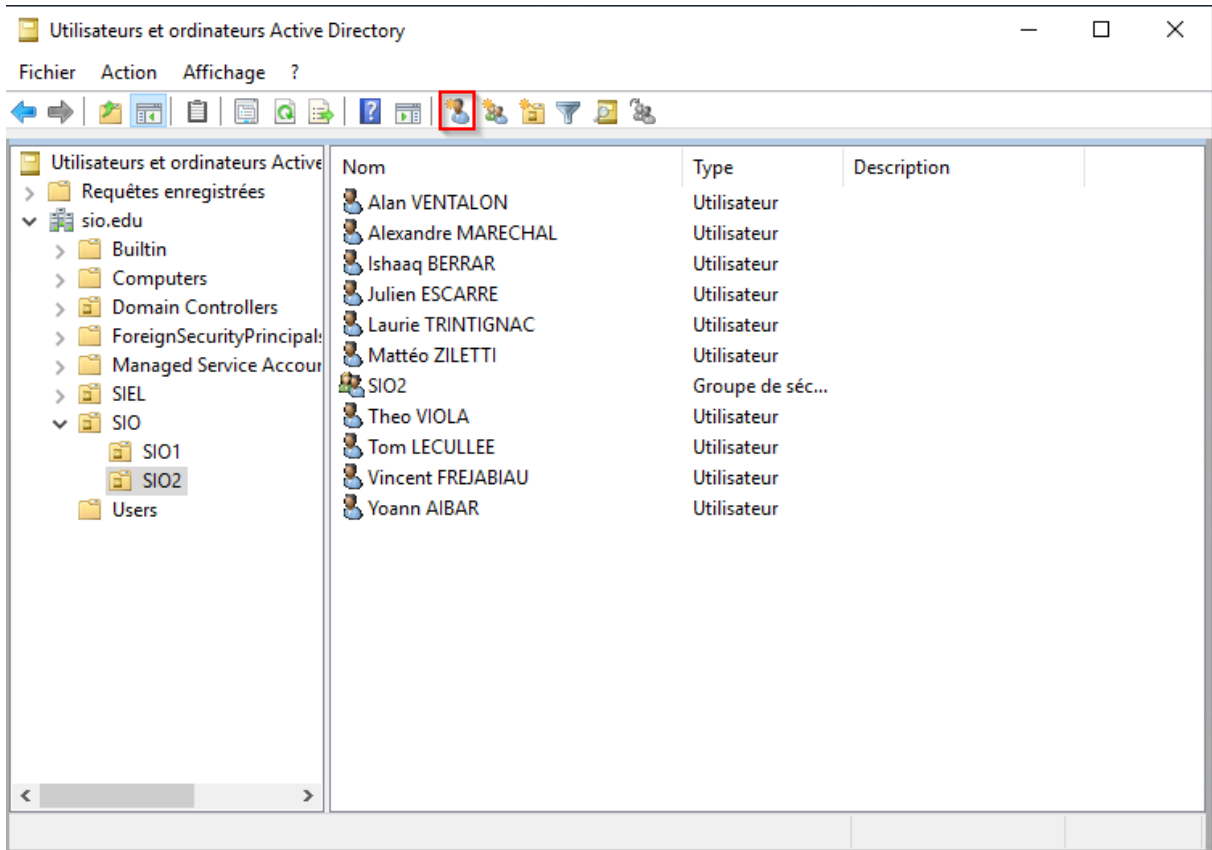 Utilisateurs et ordinateurs Active Directory
Fichier Action Affichage ?
Utilisateurs et ordinateurs Active
Requêtes enregistrées
sio.edu
Builtin
Computers
Domain Controllers
ForeignSecurityPrincipals
Managed Service Accour
SIEL
SIO
SIO1
SIO2
Users
Nom Type Description
Alan VENTALON Utilisateur
Alexandre MARECHAL Utilisateur
Ishaaq BERRAR Utilisateur
Julien ESCARRE Utilisateur
Laurie TRINTIGNAC Utilisateur
Mattéo ZILETTI Utilisateur
SIO2 Groupe de séc...
Theo VIOLA Utilisateur
Tom LECULLEE Utilisateur
Vincent FREJABIAU Utilisateur
Yoann AIBAR Utilisateur